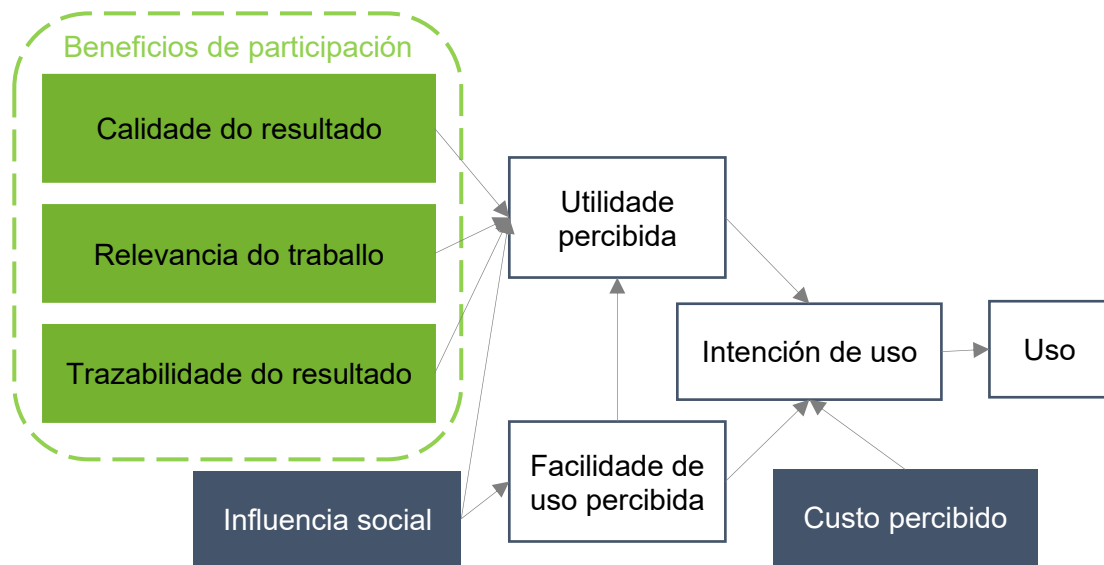 Beneficios de participación
Calidade do resultado
Relevancia do traballo
Trazabilidade do resultado
Influencia social
Utilidade
percibida
Facilidade de
uso percibida
Intención de uso
Custo percibido
Uso